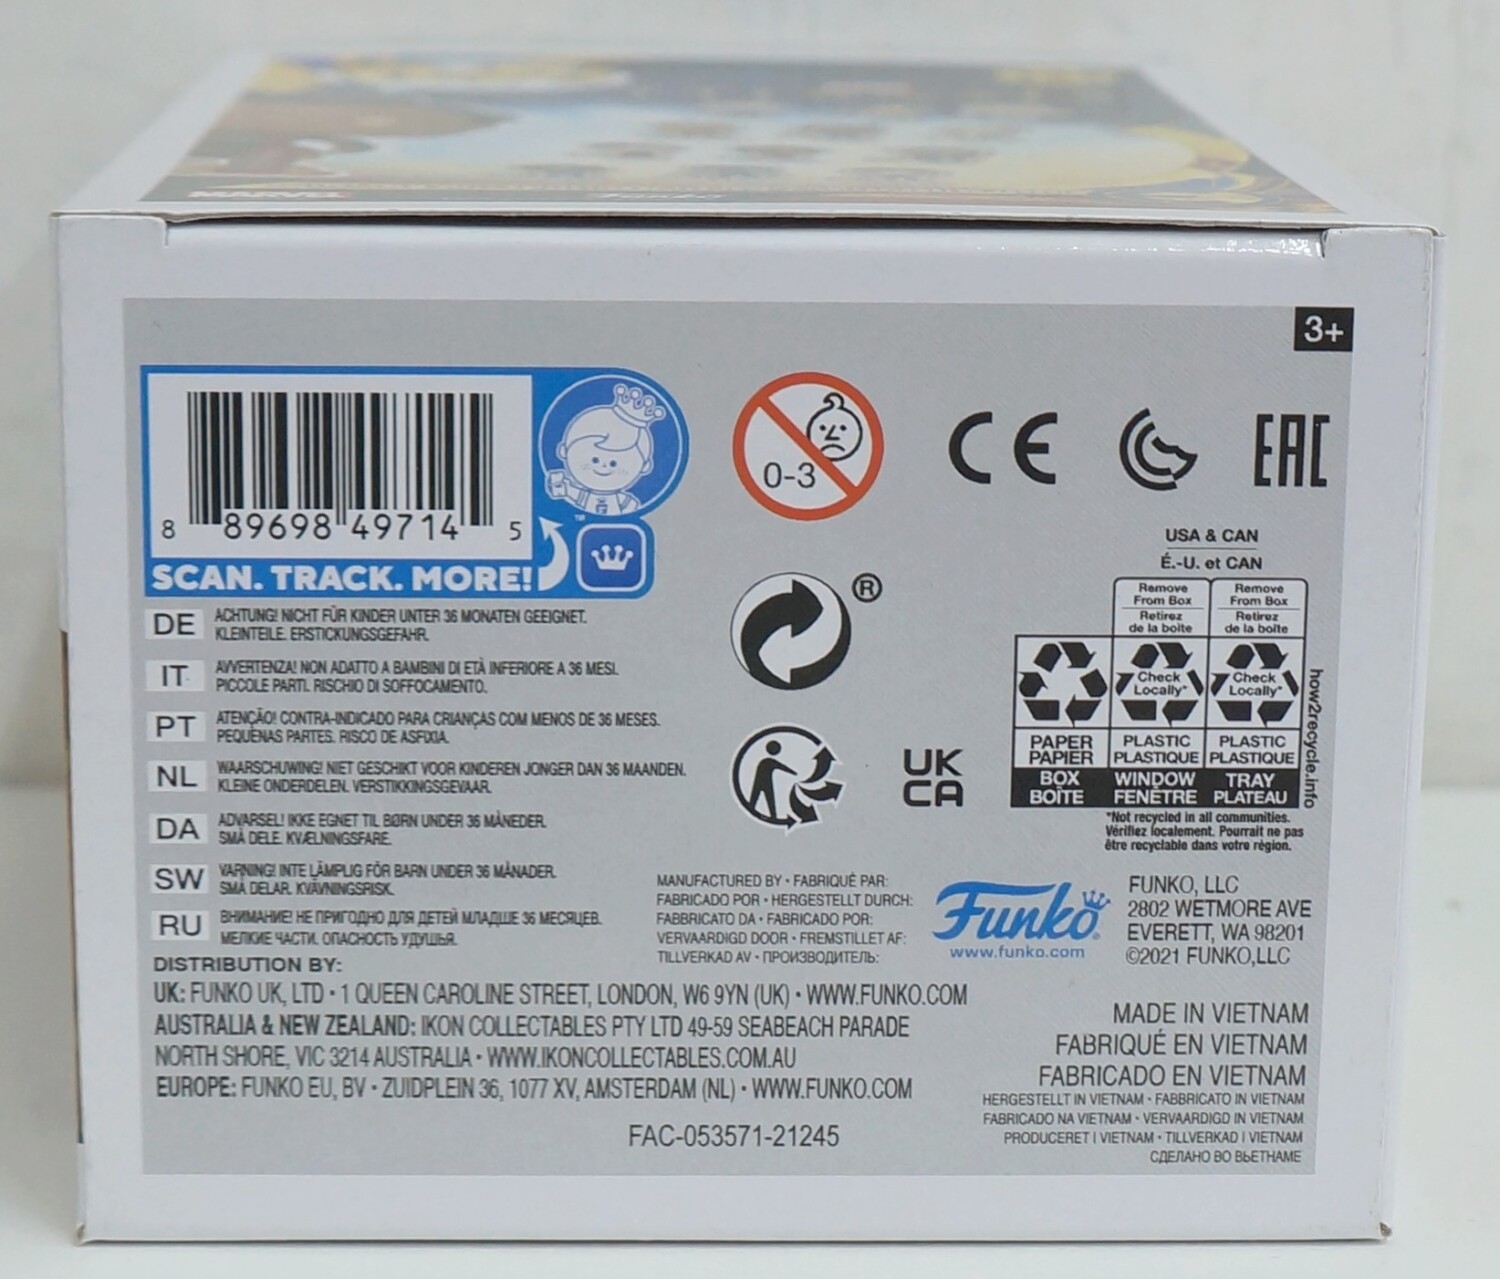 MARVEL
Funko
3+
8 89698 49714 5
™
SCAN. TRACK. MORE!
0-3
CE
EAC
®
UK
CA
USA & CAN
É.-U. et CAN
Remove
From Box
Retirez
de la boîte
Remove
From Box
Retirez
de la boîte
Check
Locally*
Check
Locally*
PAPER
PAPIER
PLASTIC
PLASTIQUE
PLASTIC
PLASTIQUE
BOX
BOÎTE
WINDOW
FENÊTRE
TRAY
PLATEAU
how2recycle.info
*Not recycled in all communities.
Vérifiez localement. Pourrait ne pas
être recyclable dans votre région.
DE ACHTUNG! NICHT FÜR KINDER UNTER 36 MONATEN GEEIGNET.
KLEINTEILE. ERSTICKUNGSGEFAHR.
IT AVVERTENZA! NON ADATTO A BAMBINI DI ETÀ INFERIORE A 36 MESI.
PICCOLE PARTI. RISCHIO DI SOFFOCAMENTO.
PT ATENÇÃO! CONTRA-INDICADO PARA CRIANÇAS COM MENOS DE 36 MESES.
PEQUENAS PARTES. RISCO DE ASFIXIA.
NL WAARSCHUWING! NIET GESCHIKT VOOR KINDEREN JONGER DAN 36 MAANDEN.
KLEINE ONDERDELEN. VERSTIKKINGSGEVAAR.
DA ADVARSEL! IKKE EGNET TIL BØRN UNDER 36 MÅNEDER.
SMÅ DELE. KVÆLNINGSFARE.
SW VARNING! INTE LÄMPLIG FÖR BARN UNDER 36 MÅNADER.
SMÅ DELAR. KVÄVNINGSRISK.
RU ВНИМАНИЕ! НЕ ПРИГОДНО ДЛЯ ДЕТЕЙ МЛАДШЕ 36 МЕСЯЦЕВ.
МЕЛКИЕ ЧАСТИ. ОПАСНОСТЬ УДУШЬЯ.
MANUFACTURED BY • FABRIQUÉ PAR:
FABRICADO POR • HERGESTELLT DURCH:
FABBRICATO DA • FABRICADO POR:
VERVAARDIGD DOOR • FREMSTILLET AF:
TILLVERKAD AV • ПРОИЗВОДИТЕЛЬ:
Funko®
www.funko.com
FUNKO, LLC
2802 WETMORE AVE
EVERETT, WA 98201
©2021 FUNKO,LLC
DISTRIBUTION BY:
UK: FUNKO UK, LTD • 1 QUEEN CAROLINE STREET, LONDON, W6 9YN (UK) • WWW.FUNKO.COM
AUSTRALIA & NEW ZEALAND: IKON COLLECTABLES PTY LTD 49-59 SEABEACH PARADE
NORTH SHORE, VIC 3214 AUSTRALIA • WWW.IKONCOLLECTABLES.COM.AU
EUROPE: FUNKO EU, BV • ZUIDPLEIN 36, 1077 XV, AMSTERDAM (NL) • WWW.FUNKO.COM
FAC-053571-21245
MADE IN VIETNAM
FABRIQUÉ EN VIETNAM
FABRICADO EN VIETNAM
HERGESTELLT IN VIETNAM • FABBRICATO IN VIETNAM
FABRICADO NA VIETNAM • VERVAARDIGD IN VIETNAM
PRODUCERET I VIETNAM • TILLVERKAD I VIETNAM
СДЕЛАНО ВО ВЬЕТНАМЕ